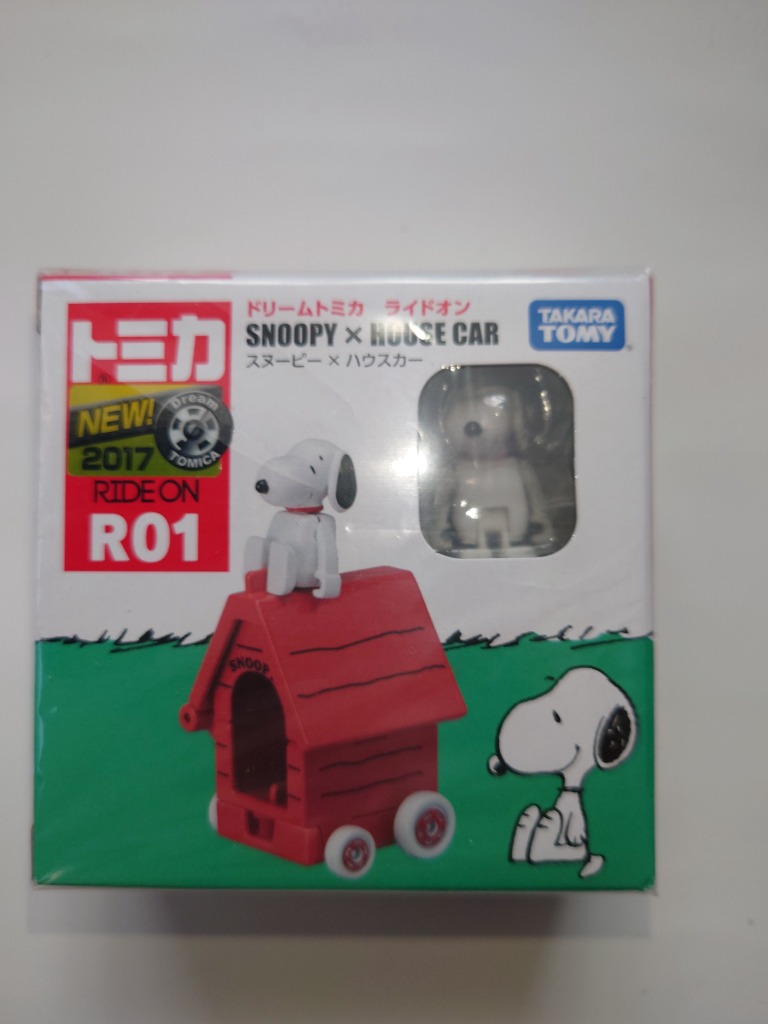 トミカ
NEW!
2017
Dream
TOMICA
RIDE ON
R01
ドリームトミカ ライドオン
SNOOPY × HOUSE CAR
スヌーピー × ハウスカー
TAKARA
TOMY
SNOOPY